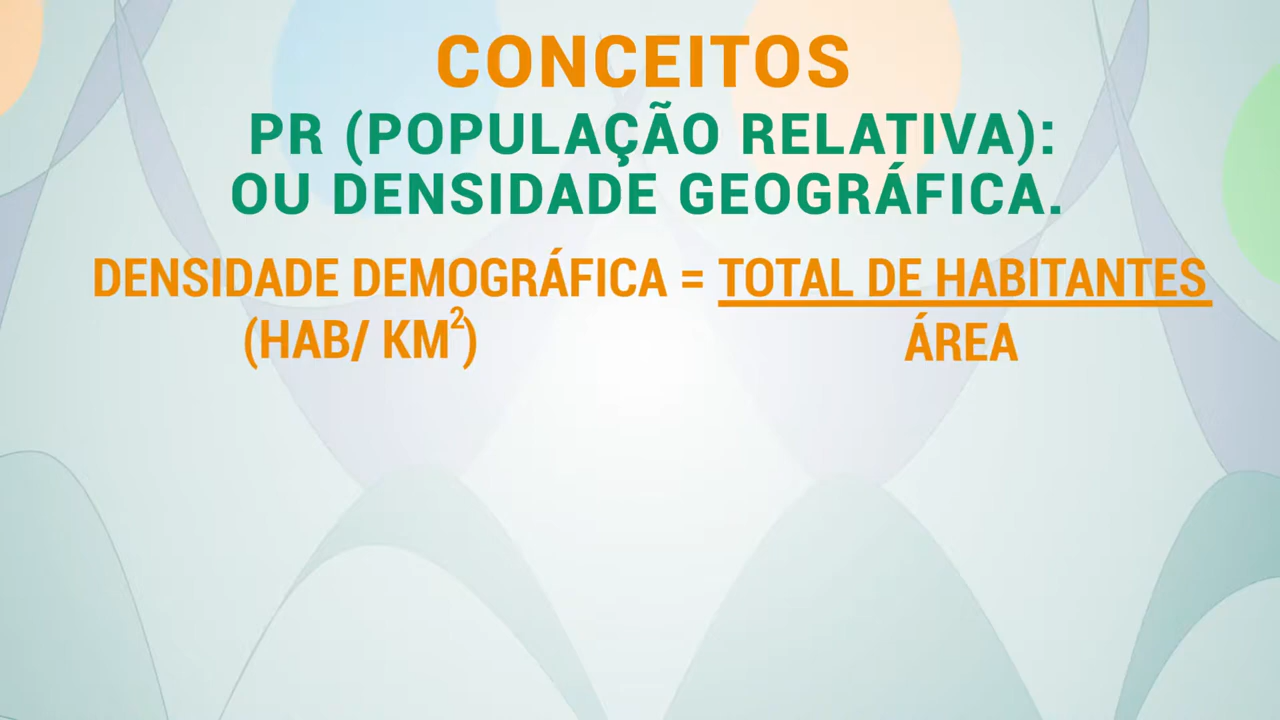 CONCEITOS
PR (POPULAÇÃO RELATIVA):
OU DENSIDADE GEOGRÁFICA.
DENSIDADE DEMOGRÁFICA = TOTAL DE HABITANTES
(HAB/ KM²) ÁREA